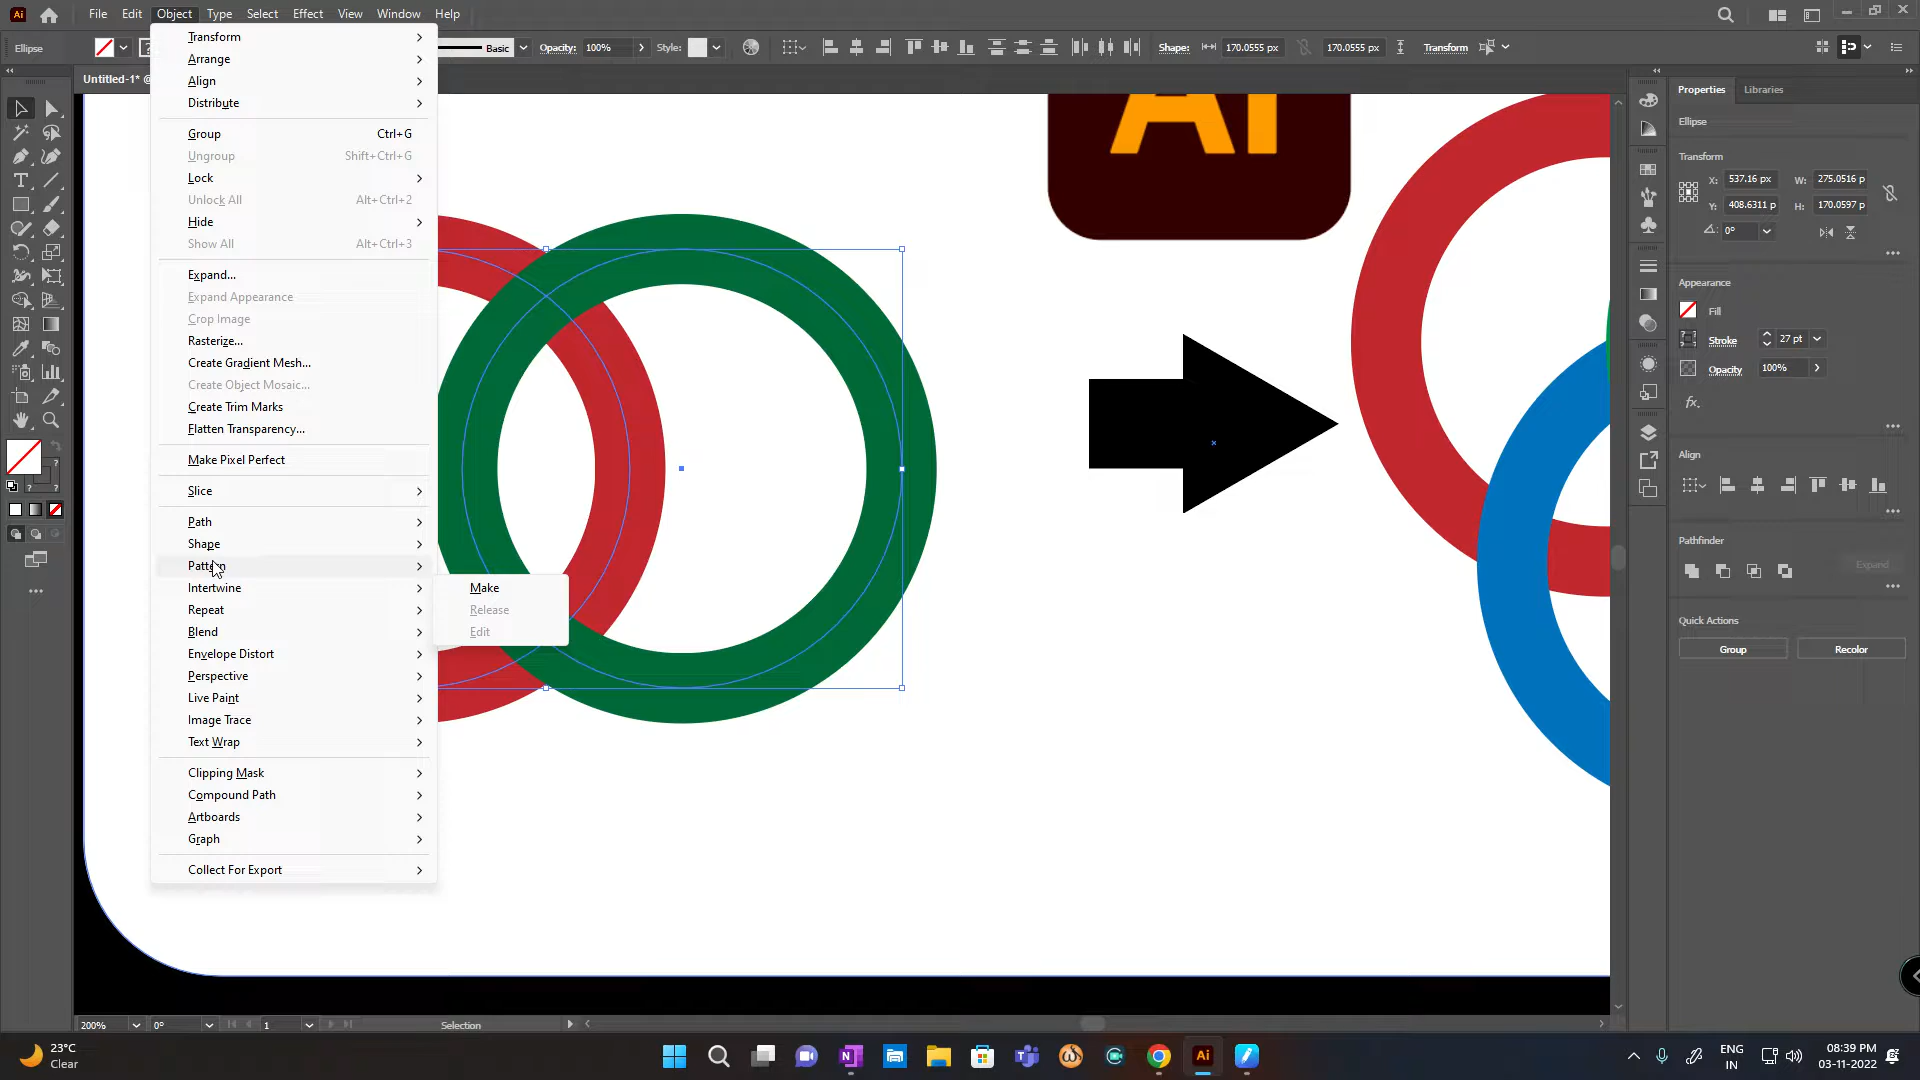 Ai
File Edit Object Type Select Effect View Window Help
Ellipse
Basic
Opacity: 100%
Style:
Shape: 170.0555 px 170.0555 px
Transform
Untitled-1* @
Transform
Arrange
Align
Distribute
Group Ctrl+G
Ungroup Shift+Ctrl+G
Lock
Unlock All Alt+Ctrl+2
Hide
Show All Alt+Ctrl+3
Expand...
Expand Appearance
Crop Image
Rasterize...
Create Gradient Mesh...
Create Object Mosaic...
Create Trim Marks
Flatten Transparency...
Make Pixel Perfect
Slice
Path
Shape
Pattern
Intertwine
Repeat
Blend
Envelope Distort
Perspective
Live Paint
Image Trace
Text Wrap
Clipping Mask
Compound Path
Artboards
Graph
Collect For Export
Make
Release
Edit
Ai
Properties Libraries
Ellipse
Transform
X: 537.16 px W: 275.0516 p
Y: 408.6311 p H: 170.0597 p
0°
Appearance
Fill
Stroke 27 pt
Opacity 100%
fx.
Align
Pathfinder
Expand
Quick Actions
Group Recolor
200% 0° 1 Selection
23°C
Clear
Ai
ENG
IN
08:39 PM
03-11-2022